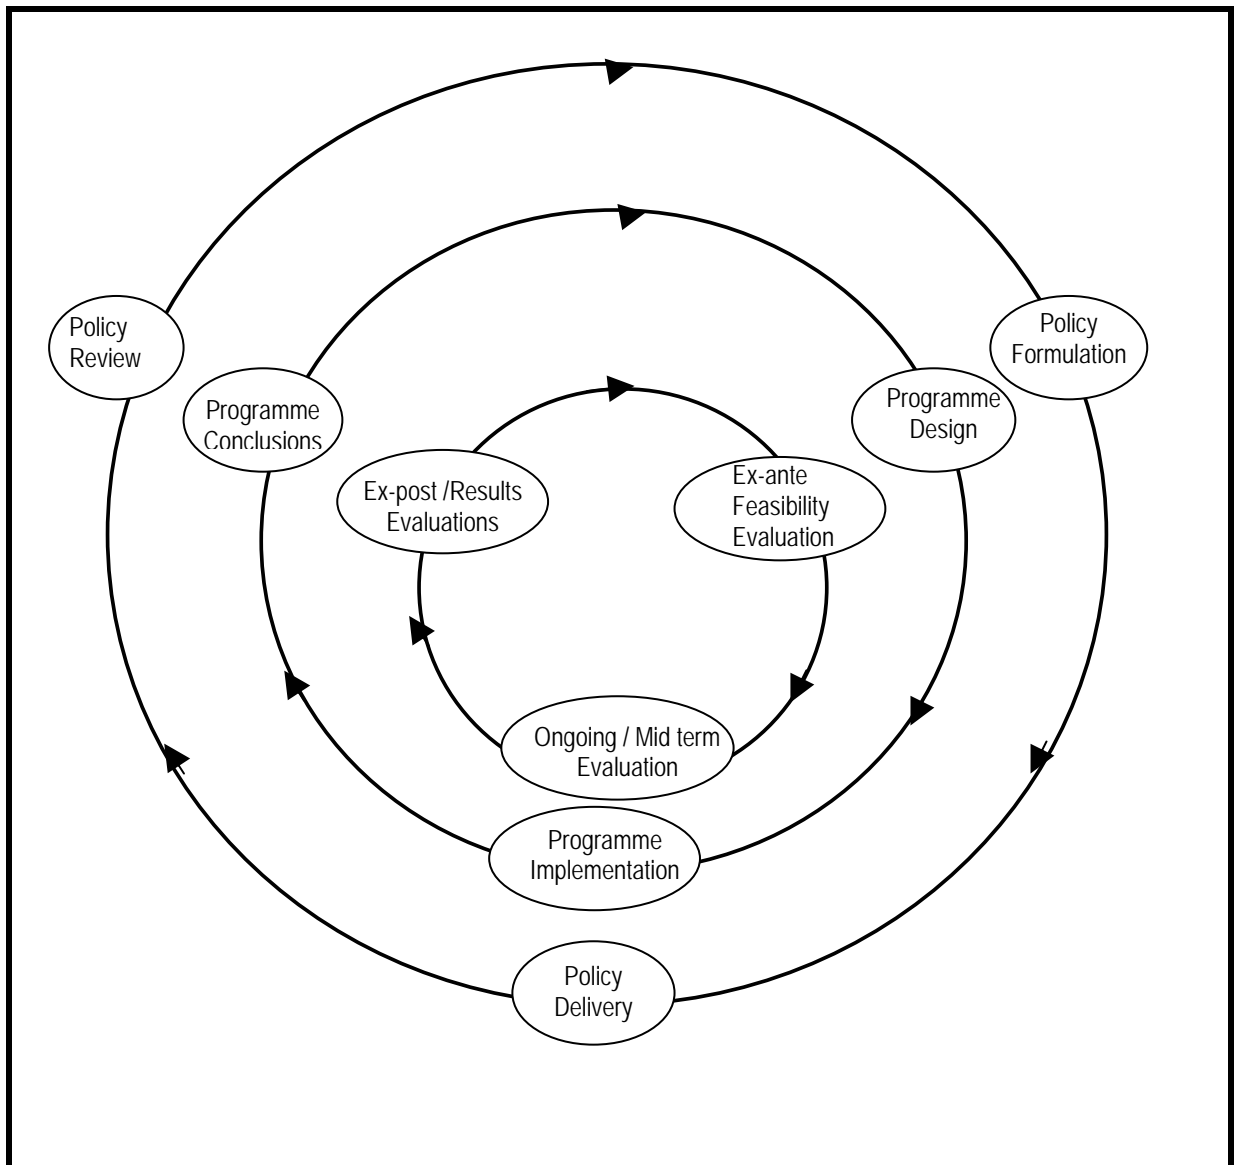 Policy
Review
Policy
Formulation
Programme
Conclusions
Programme
Design
Ex-post /Results
Evaluations
Ex-ante
Feasibility
Evaluation
Ongoing / Mid term
Evaluation
Programme
Implementation
Policy
Delivery